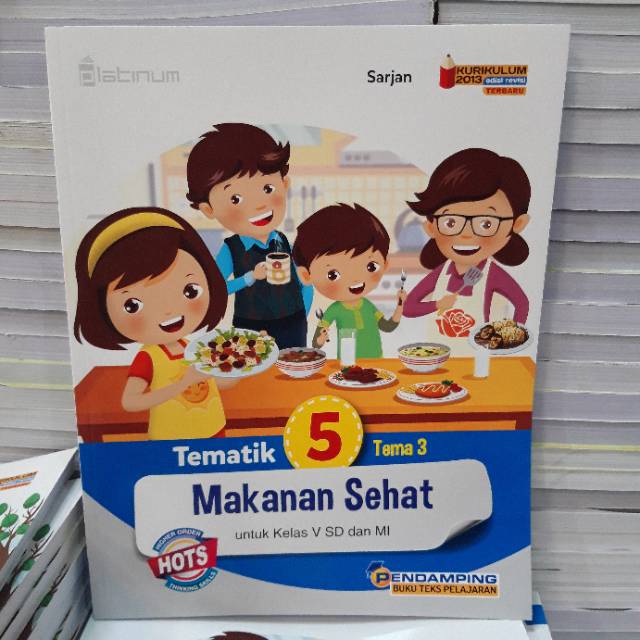 platinum
Sarjan
KURIKULUM
2013 edisi revisi
TERBARU
Tematik 5 Tema 3
Makanan Sehat
untuk Kelas V SD dan MI
HIGHER ORDER
HOTS
THINKING SKILLS
PENDAMPING
BUKU TEKS PELAJARAN